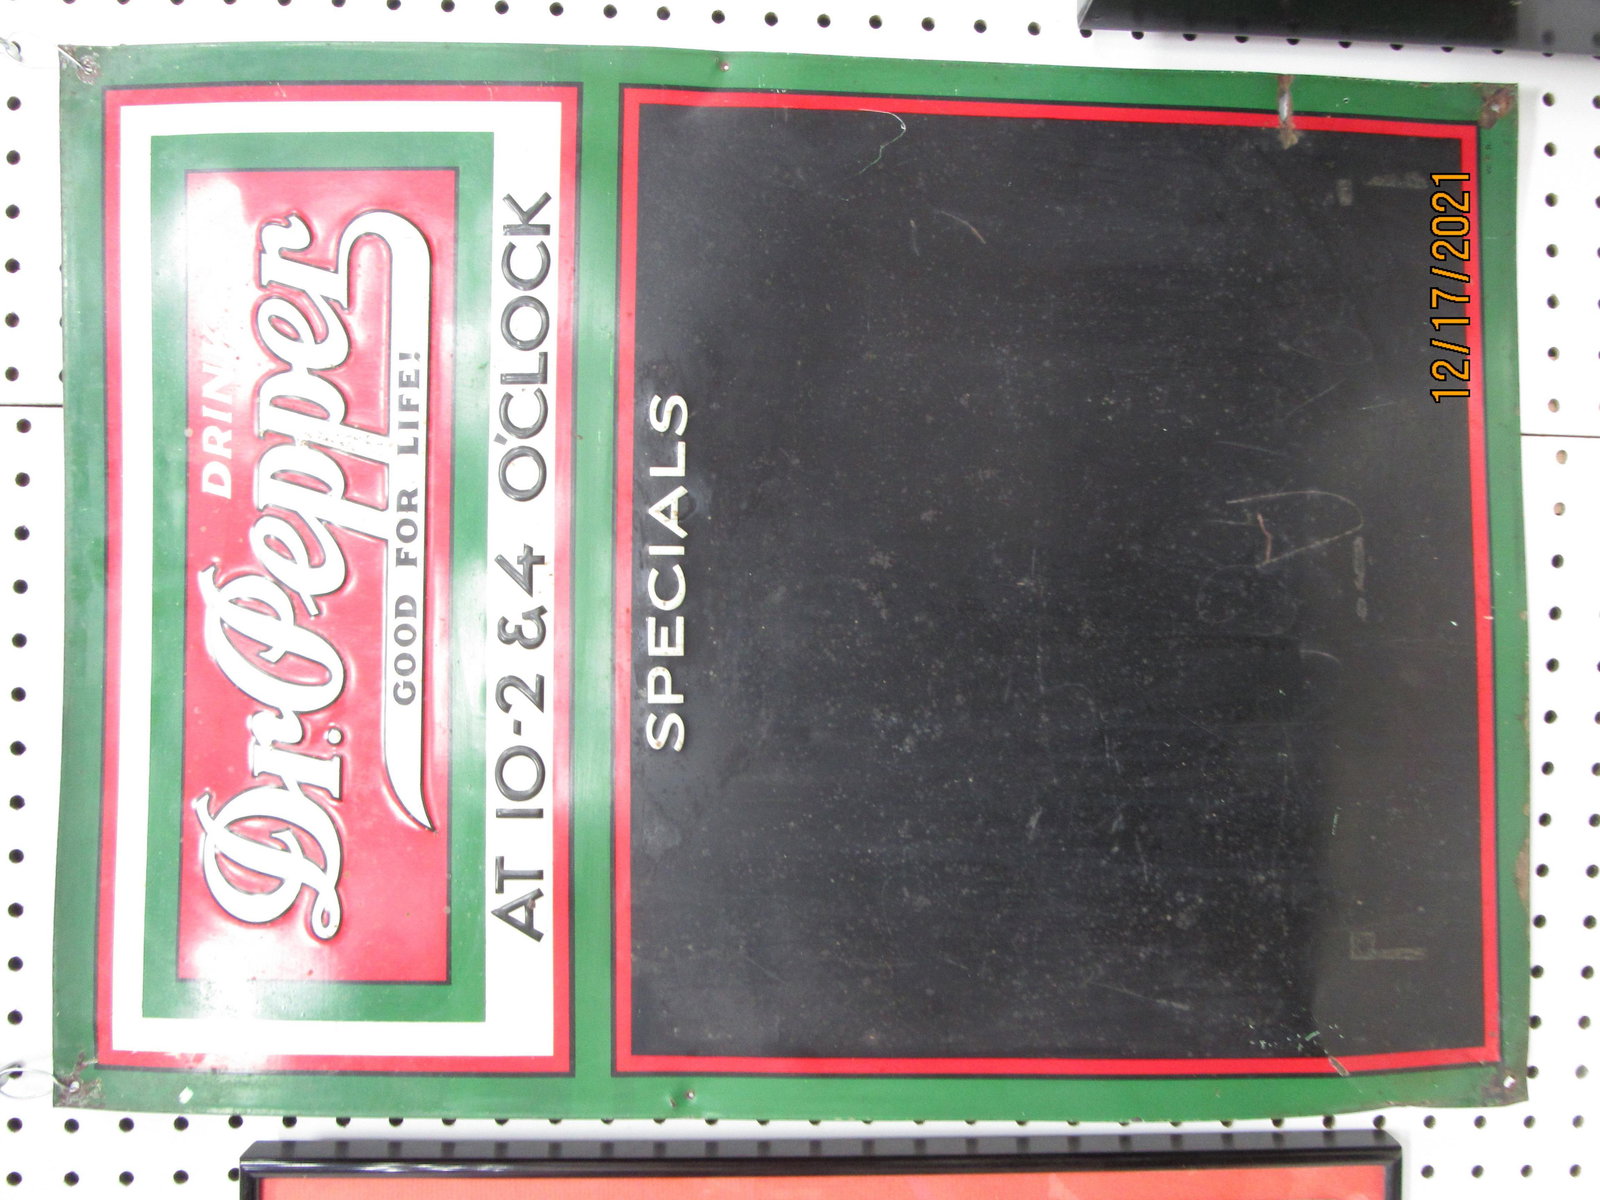 DRINK
Dr. Pepper
GOOD FOR LIFE!
AT 10-2 & 4 O'CLOCK
SPECIALS
12/17/2021